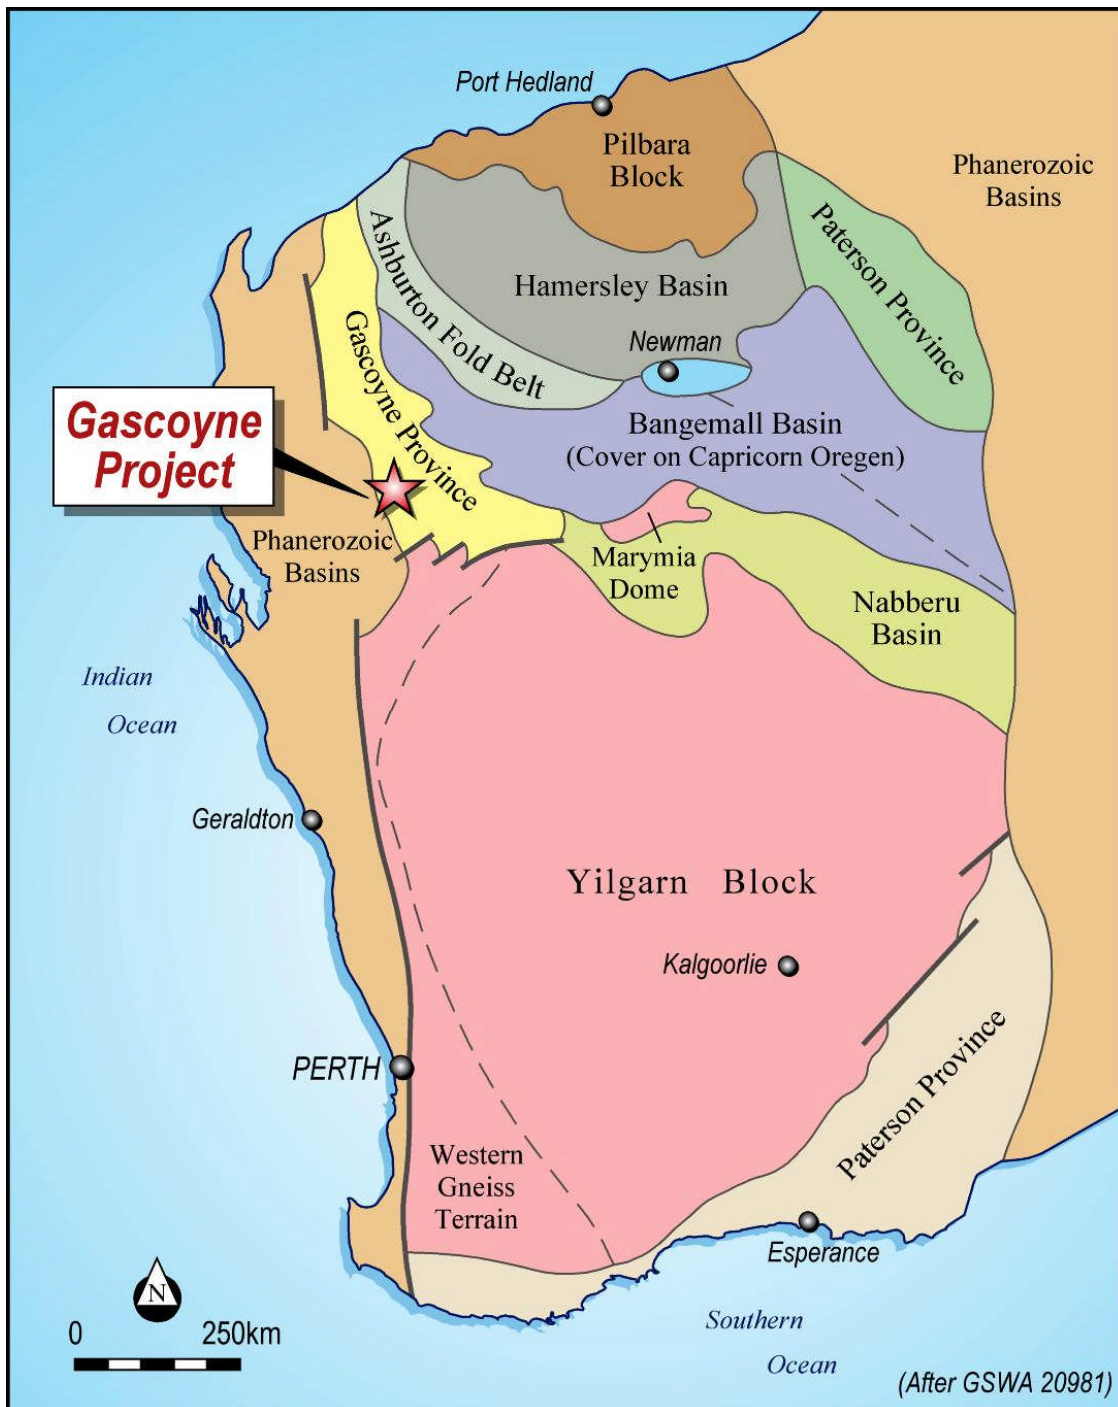 Port Hedland
Pilbara
Block
Phanerozoic
Basins
Paterson Province
Ashburton Fold Belt
Hamersley Basin
Gascoyne Province
Newman
Gascoyne
Project
Bangemall Basin
(Cover on Capricorn Oregen)
Phanerozoic
Basins
Marymia
Dome
Nabberu
Basin
Indian
Ocean
Geraldton
Yilgarn Block
Kalgoorlie
PERTH
Paterson Province
Western
Gneiss
Terrain
Esperance
N
0 250km
Southern
Ocean
(After GSWA 20981)